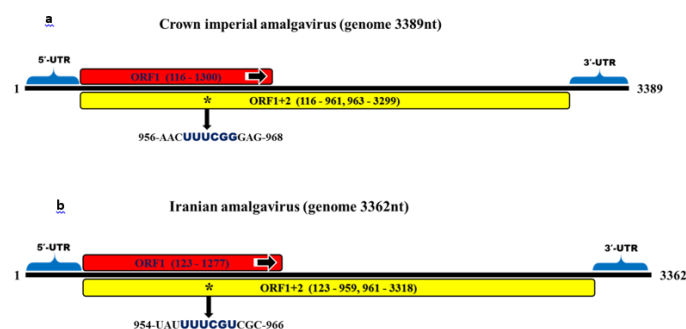 a
Crown imperial amalgavirus (genome 3389nt)
5′-UTR
3′-UTR
ORF1 (116 - 1300)
1
3389
* ORF1+2 (116 - 961, 963 - 3299)
956-AACUUUCGGGAG-968
b
Iranian amalgavirus (genome 3362nt)
5′-UTR
3′-UTR
ORF1 (123 - 1277)
1
3362
* ORF1+2 (123 - 959, 961 - 3318)
954-UAUUUUCGUCGC-966